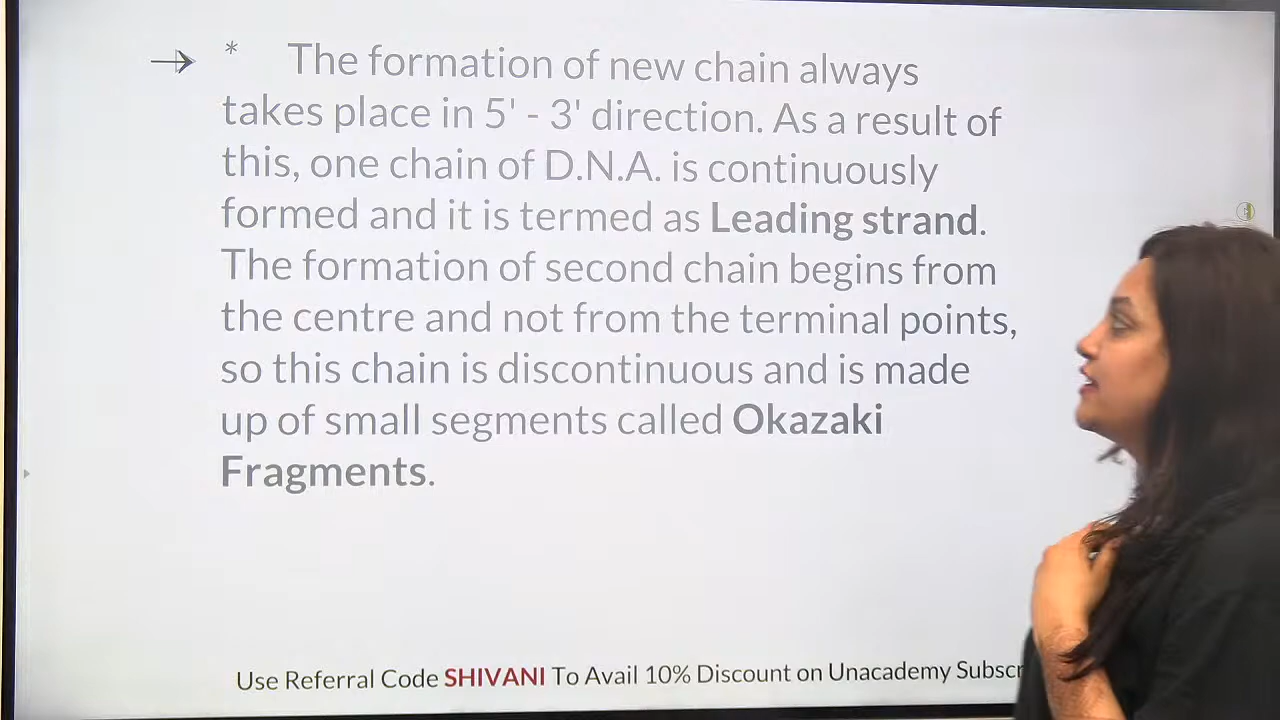 → * The formation of new chain always
takes place in 5' - 3' direction. As a result of
this, one chain of D.N.A. is continuously
formed and it is termed as Leading strand.
The formation of second chain begins from
the centre and not from the terminal points,
so this chain is discontinuous and is made
up of small segments called Okazaki
Fragments.
Use Referral Code SHIVANI To Avail 10% Discount on Unacademy